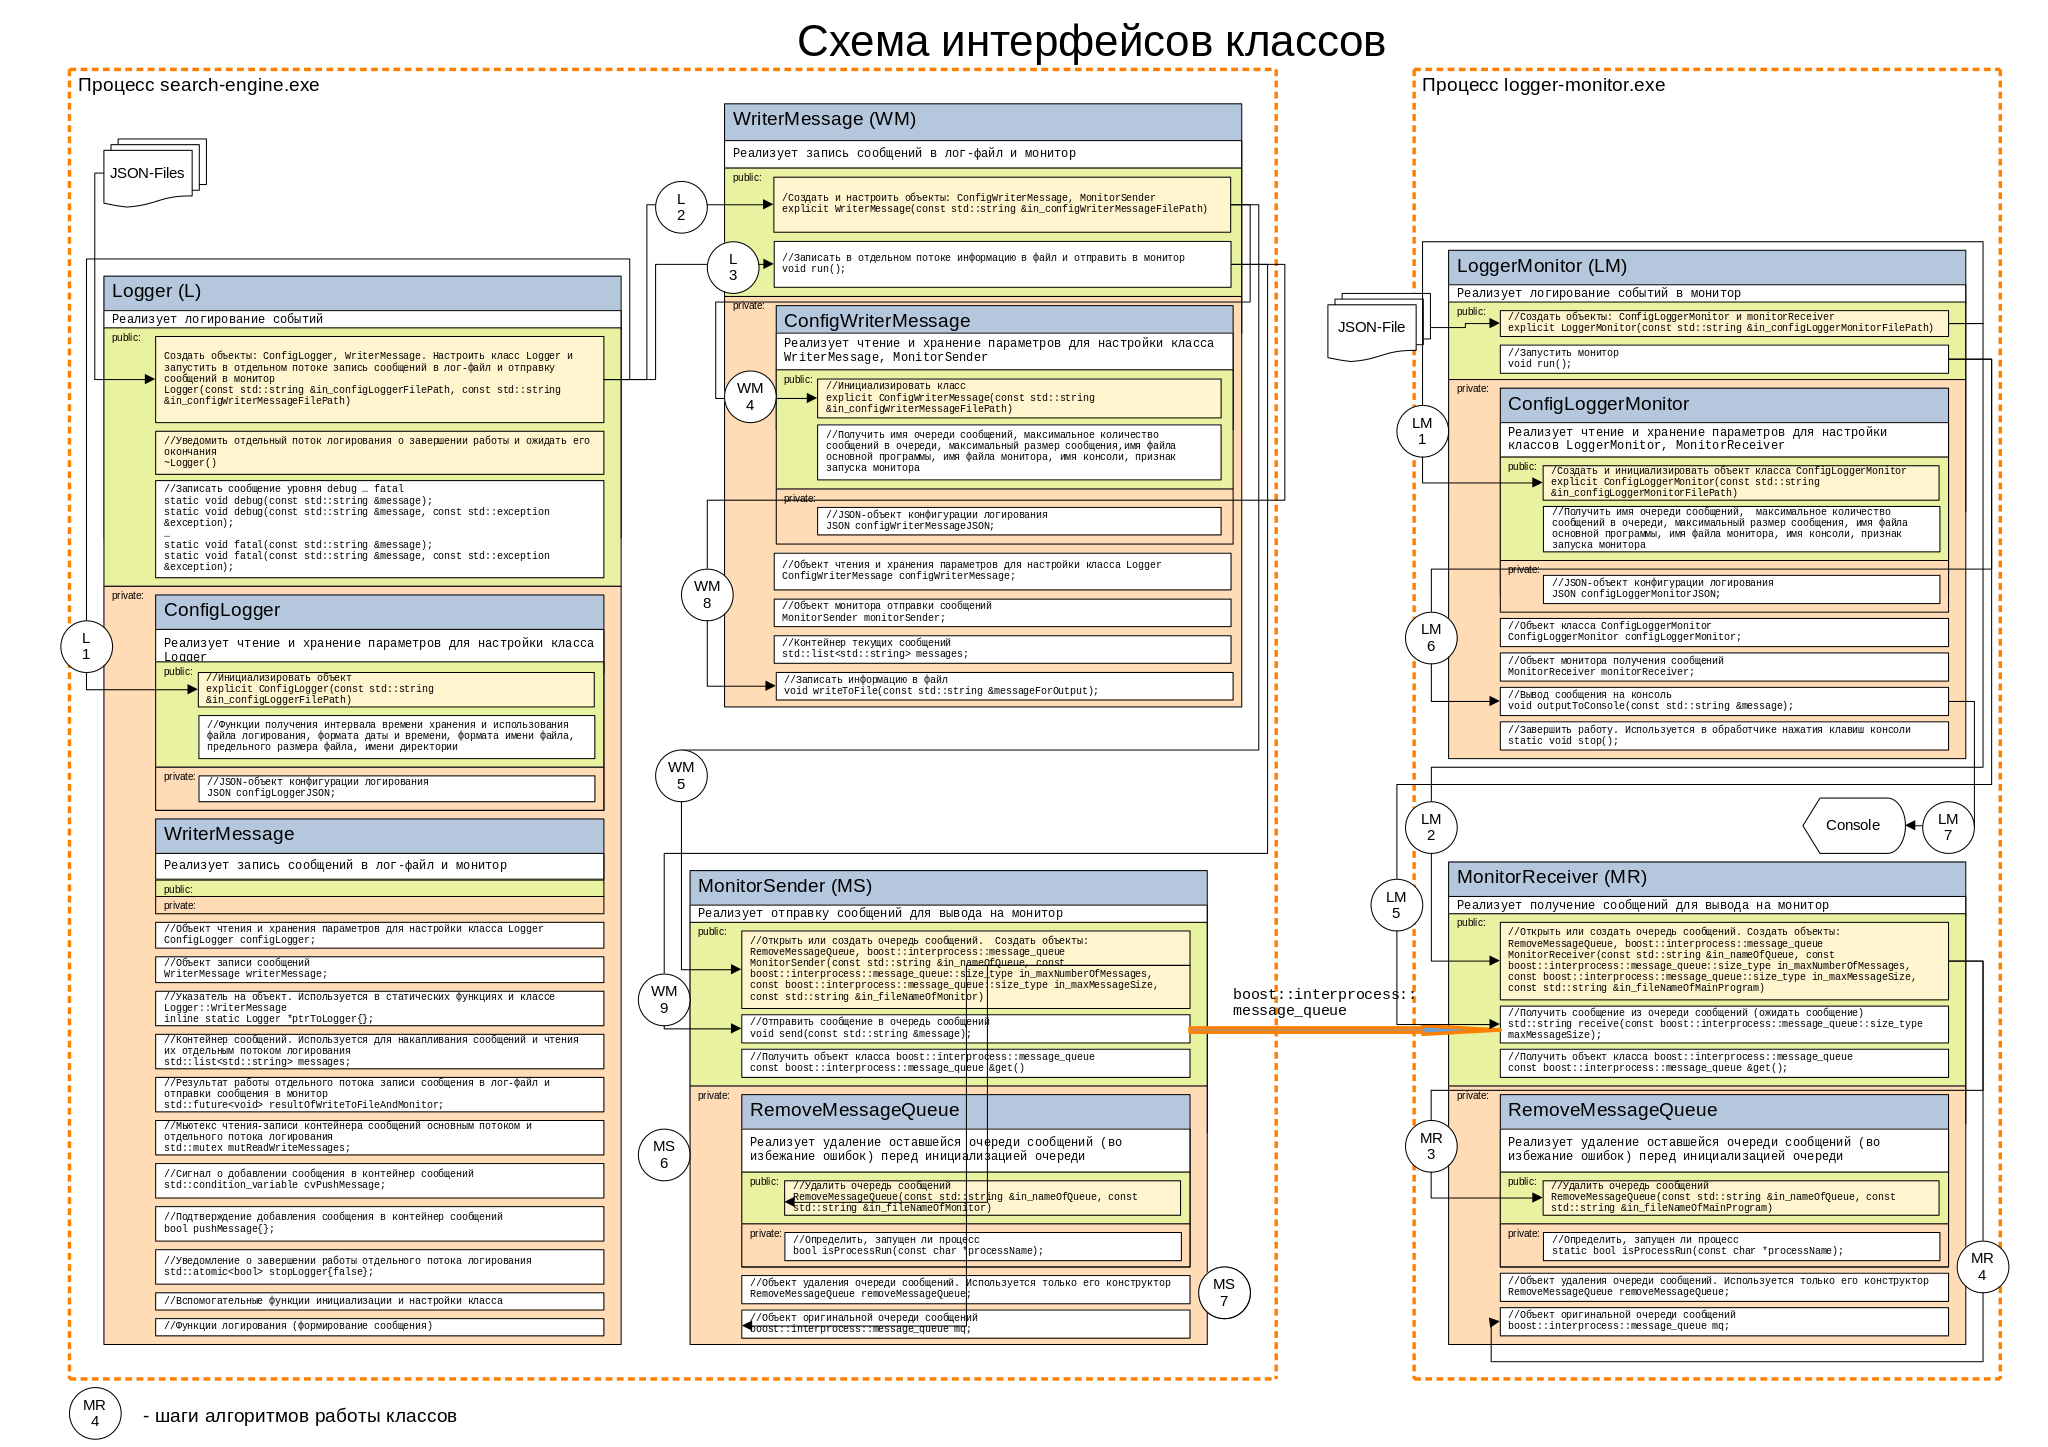 Схема интерфейсов классов
Процесс search-engine.exe
JSON-Files
Logger (L)
Реализует логирование событий
public:
Создать объекты: ConfigLogger, WriterMessage. Настроить класс Logger и
запустить в отдельном потоке запись сообщений в лог-файл и отправку
сообщений в монитор
Logger(const std::string &in_configLoggerFilePath, const std::string
&in_configWriterMessageFilePath)
//Уведомить отдельный поток логирования о завершении работы и ожидать его
окончания
~Logger()
//Записать сообщение уровня debug … fatal
static void debug(const std::string &message);
static void debug(const std::string &message, const std::exception
&exception);
…
static void fatal(const std::string &message);
static void fatal(const std::string &message, const std::exception
&exception);
private:
ConfigLogger
Реализует чтение и хранение параметров для настройки класса
Logger
public:
//Инициализировать объект
explicit ConfigLogger(const std::string
&in_configLoggerFilePath)
//Функции получения интервала времени хранения и использования
файла логирования, формата даты и времени, формата имени файла,
предельного размера файла, имени директории
private:
//JSON-объект конфигурации логирования
JSON configLoggerJSON;
WriterMessage
Реализует запись сообщений в лог-файл и монитор
public:
private:
//Объект чтения и хранения параметров для настройки класса Logger
ConfigLogger configLogger;
//Объект записи сообщений
WriterMessage writerMessage;
//Указатель на объект. Используется в статических функциях и классе
Logger::WriterMessage
inline static Logger *ptrToLogger{};
//Контейнер сообщений. Используется для накапливания сообщений и чтения
их отдельным потоком логирования
std::list<std::string> messages;
//Результат работы отдельного потока записи сообщения в лог-файл и
отправки сообщения в монитор
std::future<void> resultOfWriteToFileAndMonitor;
//Мьютекс чтения-записи контейнера сообщений основным потоком и
отдельного потока логирования
std::mutex mutReadWriteMessages;
//Сигнал о добавлении сообщения в контейнер сообщений
std::condition_variable cvPushMessage;
//Подтверждение добавления сообщения в контейнер сообщений
bool pushMessage{};
//Уведомление о завершении работы отдельного потока логирования
std::atomic<bool> stopLogger{false};
//Вспомогательные функции инициализации и настройки класса
//Функции логирования (формирование сообщения)
L
1
L
2
L
3
WriterMessage (WM)
Реализует запись сообщений в лог-файл и монитор
public:
/Создать и настроить объекты: ConfigWriterMessage, MonitorSender
explicit WriterMessage(const std::string &in_configWriterMessageFilePath)
//Записать в отдельном потоке информацию в файл и отправить в монитор
void run();
private:
ConfigWriterMessage
Реализует чтение и хранение параметров для настройки класса
WriterMessage, MonitorSender
public:
//Инициализировать класс
explicit ConfigWriterMessage(const std::string
&in_configWriterMessageFilePath)
//Получить имя очереди сообщений, максимальное количество
сообщений в очереди, максимальный размер сообщения,имя файла
основной программы, имя файла монитора, имя консоли, признак
запуска монитора
private:
//JSON-объект конфигурации логирования
JSON configWriterMessageJSON;
//Объект чтения и хранения параметров для настройки класса Logger
ConfigWriterMessage configWriterMessage;
//Объект монитора отправки сообщений
MonitorSender monitorSender;
//Контейнер текущих сообщений
std::list<std::string> messages;
//Записать информацию в файл
void writeToFile(const std::string &messageForOutput);
WM
4
WM
8
WM
5
WM
9
MonitorSender (MS)
Реализует отправку сообщений для вывода на монитор
public:
//Открыть или создать очередь сообщений.  Создать объекты:
RemoveMessageQueue, boost::interprocess::message_queue
MonitorSender(const std::string &in_nameOfQueue, const
boost::interprocess::message_queue::size_type in_maxNumberOfMessages,
const boost::interprocess::message_queue::size_type in_maxMessageSize,
const std::string &in_fileNameOfMonitor)
//Отправить сообщение в очередь сообщений
void send(const std::string &message);
//Получить объект класса boost::interprocess::message_queue
const boost::interprocess::message_queue &get()
private:
RemoveMessageQueue
Реализует удаление оставшейся очереди сообщений (во
избежание ошибок) перед инициализацией очереди
public:
//Удалить очередь сообщений
RemoveMessageQueue(const std::string &in_nameOfQueue, const
std::string &in_fileNameOfMonitor)
private:
//Определить, запущен ли процесс
bool isProcessRun(const char *processName);
//Объект удаления очереди сообщений. Используется только его конструктор
RemoveMessageQueue removeMessageQueue;
//Объект оригинальной очереди сообщений
boost::interprocess::message_queue mq;
MS
6
MS
7
boost::interprocess::
message_queue
Процесс logger-monitor.exe
JSON-File
LoggerMonitor (LM)
Реализует логирование событий в монитор
public:
//Создать объекты: ConfigLoggerMonitor и monitorReceiver
explicit LoggerMonitor(const std::string &in_configLoggerMonitorFilePath)
//Запустить монитор
void run();
private:
ConfigLoggerMonitor
Реализует чтение и хранение параметров для настройки
классов LoggerMonitor, MonitorReceiver
public:
/Создать и инициализировать объект класса ConfigLoggerMonitor
explicit ConfigLoggerMonitor(const std::string
&in_configLoggerMonitorFilePath)
//Получить имя очереди сообщений,  максимальное количество
сообщений в очереди, максимальный размер сообщения, имя файла
основной программы, имя файла монитора, имя консоли, признак
запуска монитора
private:
//JSON-объект конфигурации логирования
JSON configLoggerMonitorJSON;
//Объект класса ConfigLoggerMonitor
ConfigLoggerMonitor configLoggerMonitor;
//Объект монитора получения сообщений
MonitorReceiver monitorReceiver;
//Вывод сообщения на консоль
void outputToConsole(const std::string &message);
//Завершить работу. Используется в обработчике нажатия клавиш консоли
static void stop();
LM
1
LM
6
LM
2
LM
5
Console
LM
7
MonitorReceiver (MR)
Реализует получение сообщений для вывода на монитор
public:
//Открыть или создать очередь сообщений. Создать объекты:
RemoveMessageQueue, boost::interprocess::message_queue
MonitorReceiver(const std::string &in_nameOfQueue, const
boost::interprocess::message_queue::size_type in_maxNumberOfMessages,
const boost::interprocess::message_queue::size_type in_maxMessageSize,
const std::string &in_fileNameOfMainProgram)
//Получить сообщение из очереди сообщений (ожидать сообщение)
std::string receive(const boost::interprocess::message_queue::size_type
maxMessageSize);
//Получить объект класса boost::interprocess::message_queue
const boost::interprocess::message_queue &get();
private:
RemoveMessageQueue
Реализует удаление оставшейся очереди сообщений (во
избежание ошибок) перед инициализацией очереди
public:
//Удалить очередь сообщений
RemoveMessageQueue(const std::string &in_nameOfQueue, const
std::string &in_fileNameOfMainProgram)
private:
//Определить, запущен ли процесс
static bool isProcessRun(const char *processName);
//Объект удаления очереди сообщений. Используется только его конструктор
RemoveMessageQueue removeMessageQueue;
//Объект оригинальной очереди сообщений
boost::interprocess::message_queue mq;
MR
3
MR
4
MR
4
- шаги алгоритмов работы классов